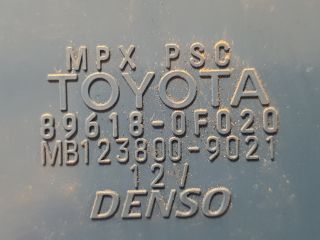 MPX PSC
TOYOTA
89618-0F020
MB123800-9021
12V
DENSO